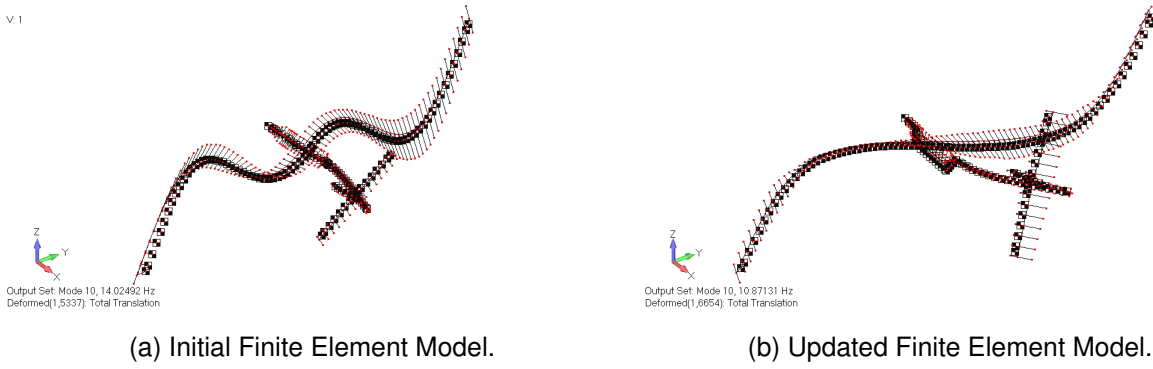 V: 1
Z
Y
X
Output Set: Mode 10, 14.02492 Hz
Deformed(1,5337): Total Translation
(a) Initial Finite Element Model.
Z
Y
X
Output Set: Mode 10, 10.87131 Hz
Deformed(1,6654): Total Translation
(b) Updated Finite Element Model.